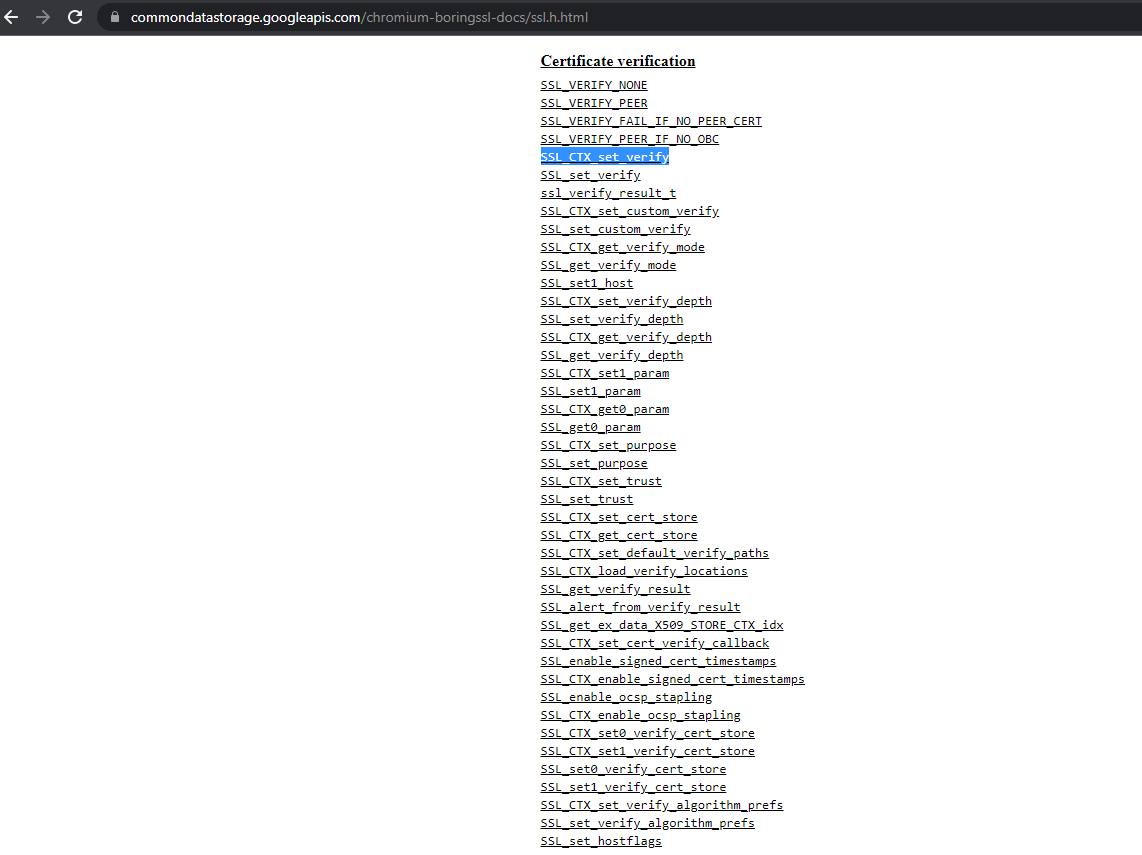 commondatastorage.googleapis.com/chromium-boringssl-docs/ssl.h.html
Certificate verification
SSL_VERIFY_NONE
SSL_VERIFY_PEER
SSL_VERIFY_FAIL_IF_NO_PEER_CERT
SSL_VERIFY_PEER_IF_NO_OBC
SSL_CTX_set_verify
SSL_set_verify
ssl_verify_result_t
SSL_CTX_set_custom_verify
SSL_set_custom_verify
SSL_CTX_get_verify_mode
SSL_get_verify_mode
SSL_set1_host
SSL_CTX_set_verify_depth
SSL_set_verify_depth
SSL_CTX_get_verify_depth
SSL_get_verify_depth
SSL_CTX_set1_param
SSL_set1_param
SSL_CTX_get0_param
SSL_get0_param
SSL_CTX_set_purpose
SSL_set_purpose
SSL_CTX_set_trust
SSL_set_trust
SSL_CTX_set_cert_store
SSL_CTX_get_cert_store
SSL_CTX_set_default_verify_paths
SSL_CTX_load_verify_locations
SSL_get_verify_result
SSL_alert_from_verify_result
SSL_get_ex_data_X509_STORE_CTX_idx
SSL_CTX_set_cert_verify_callback
SSL_enable_signed_cert_timestamps
SSL_CTX_enable_signed_cert_timestamps
SSL_enable_ocsp_stapling
SSL_CTX_enable_ocsp_stapling
SSL_CTX_set0_verify_cert_store
SSL_CTX_set1_verify_cert_store
SSL_set0_verify_cert_store
SSL_set1_verify_cert_store
SSL_CTX_set_verify_algorithm_prefs
SSL_set_verify_algorithm_prefs
SSL_set_hostflags